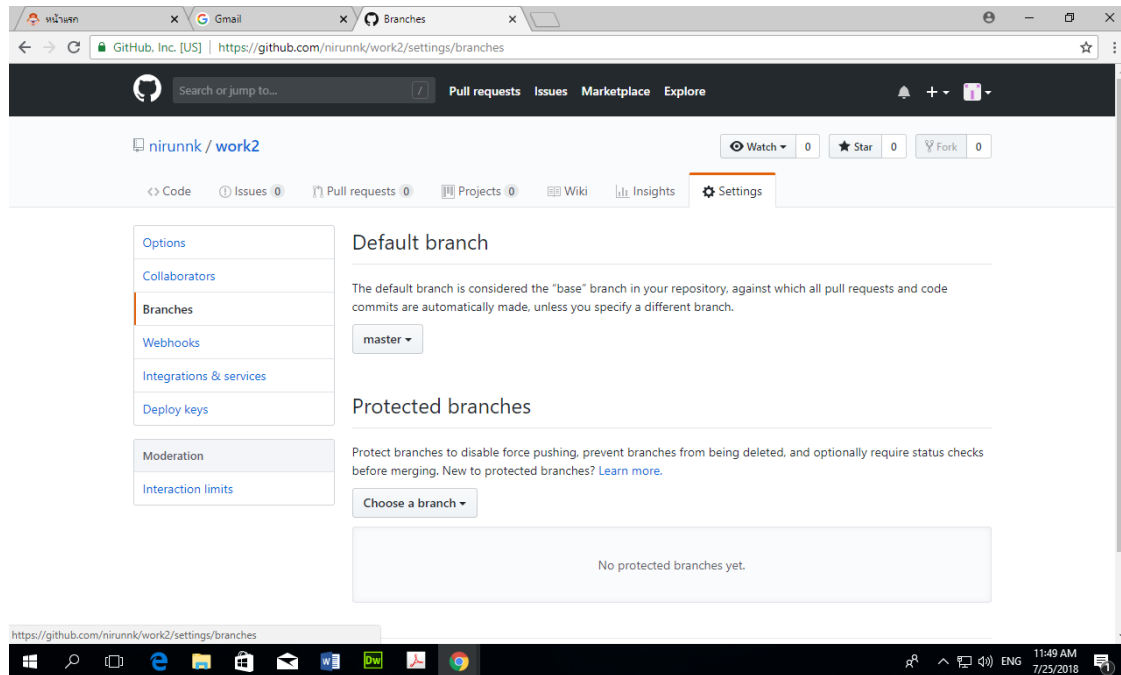 หน้าแรก
Gmail
Branches
GitHub, Inc. [US] | https://github.com/nirunnk/work2/settings/branches
Search or jump to... /
Pull requests Issues Marketplace Explore
nirunnk / work2
Watch 0 Star 0 Fork 0
Code Issues 0 Pull requests 0 Projects 0 Wiki Insights Settings
Options
Collaborators
Branches
Webhooks
Integrations & services
Deploy keys
Moderation
Interaction limits
Default branch
The default branch is considered the “base” branch in your repository, against which all pull requests and code
commits are automatically made, unless you specify a different branch.
master
Protected branches
Protect branches to disable force pushing, prevent branches from being deleted, and optionally require status checks
before merging. New to protected branches? Learn more.
Choose a branch
No protected branches yet.
https://github.com/nirunnk/work2/settings/branches
Dw
ENG
11:49 AM
7/25/2018
1